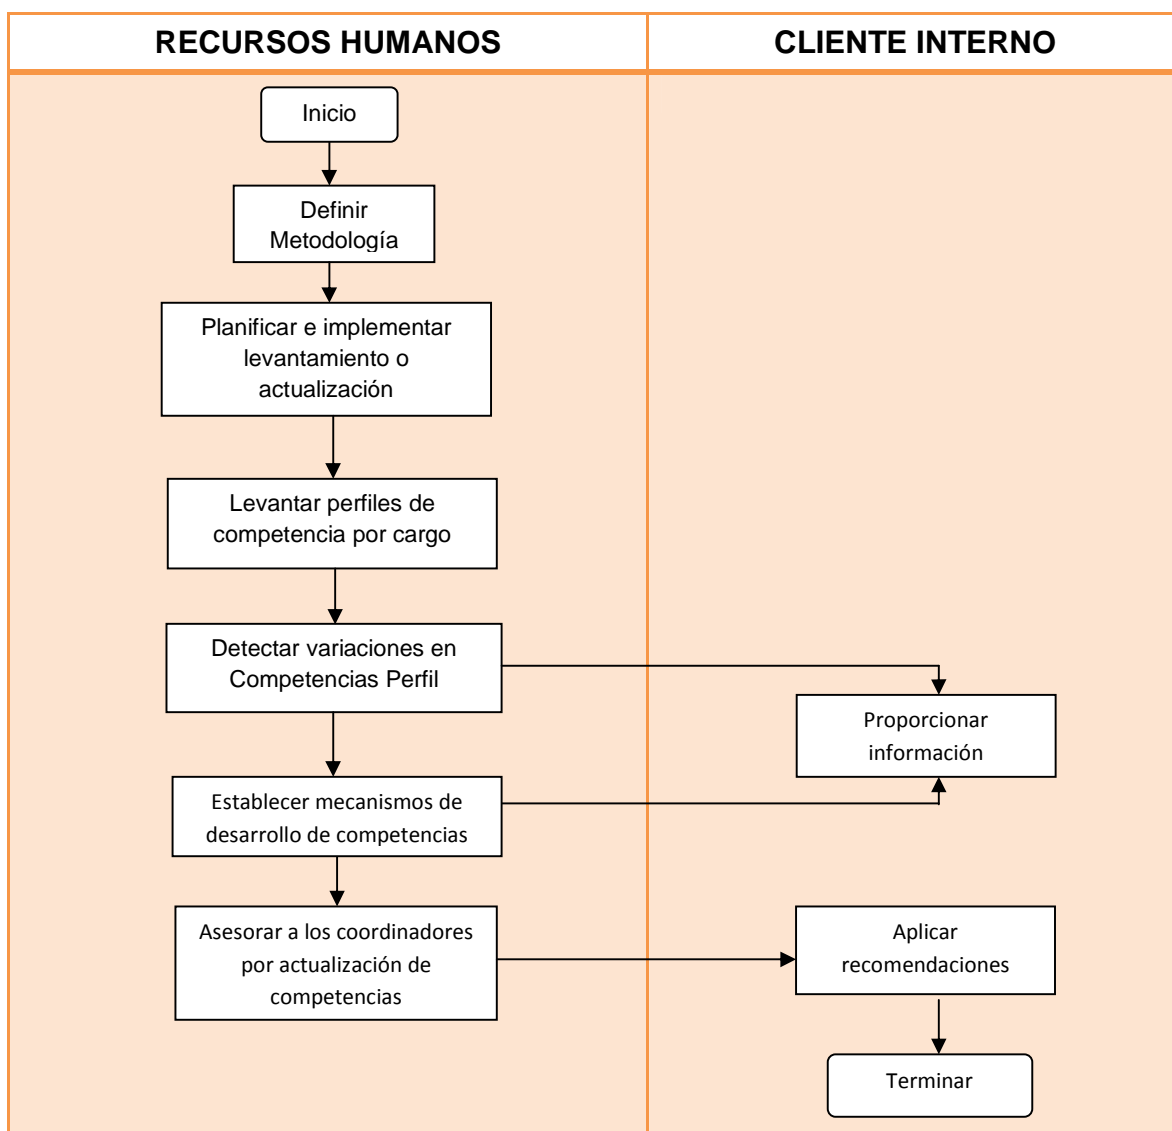 RECURSOS HUMANOS
CLIENTE INTERNO
Inicio
Definir
Metodología
Planificar e implementar
levantamiento o
actualización
Levantar perfiles de
competencia por cargo
Detectar variaciones en
Competencias Perfil
Proporcionar
información
Establecer mecanismos de
desarrollo de competencias
Asesorar a los coordinadores
por actualización de
competencias
Aplicar
recomendaciones
Terminar